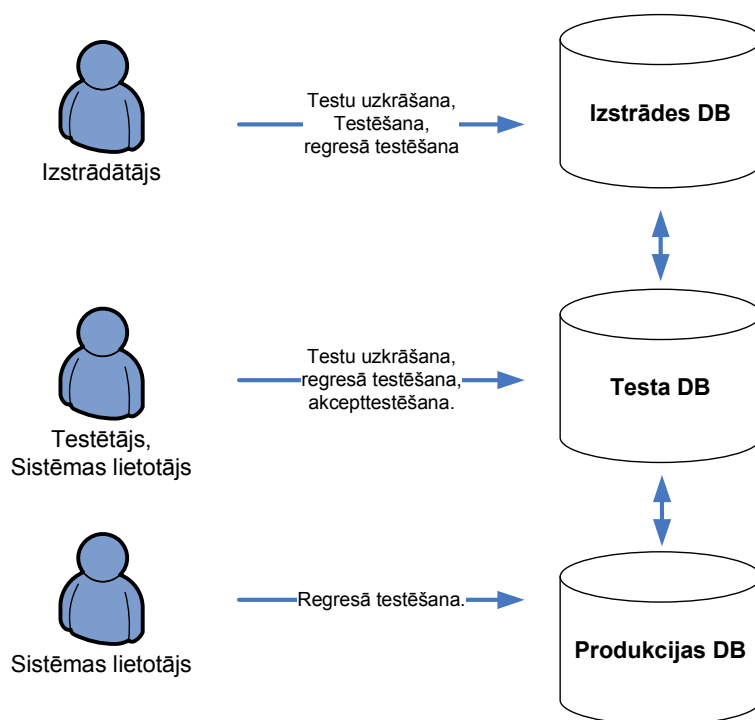 Izstrādātājs
Testu uzkrāšana,
Testēšana,
regresā testēšana
Izstrādes DB
Testētājs,
Sistēmas lietotājs
Testu uzkrāšana,
regresā testēšana,
akcepttestēšana.
Testa DB
Sistēmas lietotājs
Regresā testēšana.
Produkcijas DB